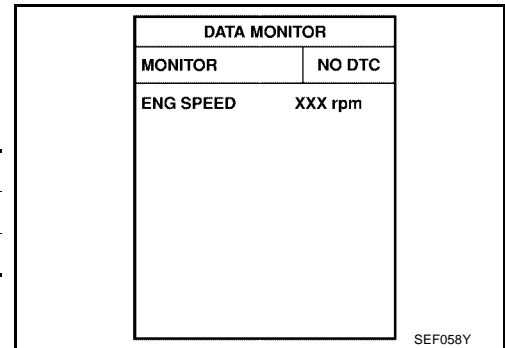 DATA MONITOR
MONITOR NO DTC
ENG SPEED XXX rpm
SEF058Y